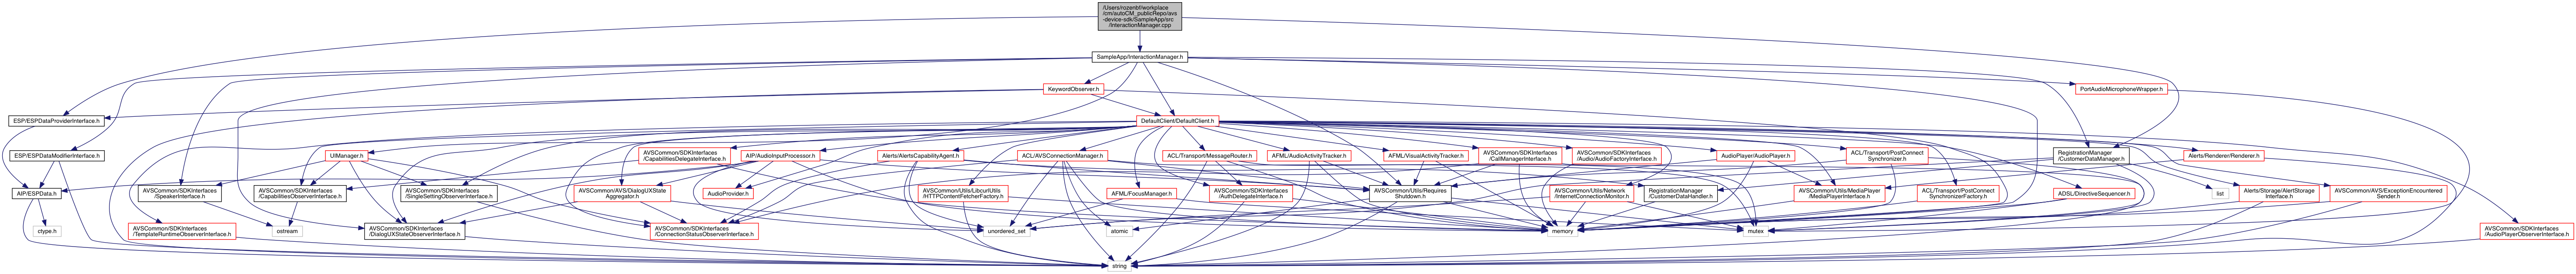 /Users/rozenbf/workplace
/cm/autoCM_publicRepo/avs
-device-sdk/SampleApp/src
/InteractionManager.cpp
SampleApp/InteractionManager.h
KeywordObserver.h
PortAudioMicrophoneWrapper.h
ESP/ESPDataProviderInterface.h
DefaultClient/DefaultClient.h
ESP/ESPDataModifierInterface.h
UIManager.h
AVSCommon/SDKInterfaces
/CapabilitiesDelegateInterface.h
AIP/AudioInputProcessor.h
Alerts/AlertsCapabilityAgent.h
ACL/AVSConnectionManager.h
ACL/Transport/MessageRouter.h
AFML/AudioActivityTracker.h
AFML/VisualActivityTracker.h
AVSCommon/SDKInterfaces
/CallManagerInterface.h
AVSCommon/SDKInterfaces
/Audio/AudioFactoryInterface.h
AudioPlayer/AudioPlayer.h
ACL/Transport/PostConnect
Synchronizer.h
RegistrationManager
/CustomerDataManager.h
Alerts/Renderer/Renderer.h
AIP/ESPData.h
AVSCommon/SDKInterfaces
/SpeakerInterface.h
AVSCommon/SDKInterfaces
/CapabilitiesObserverInterface.h
AVSCommon/SDKInterfaces
/SingleSettingObserverInterface.h
AVSCommon/AVS/DialogUXState
Aggregator.h
AudioProvider.h
AVSCommon/Utils/LibcurlUtils
/HTTPContentFetcherFactory.h
AFML/FocusManager.h
AVSCommon/SDKInterfaces
/AuthDelegateInterface.h
AVSCommon/Utils/Requires
Shutdown.h
AVSCommon/Utils/Network
/InternetConnectionMonitor.h
RegistrationManager
/CustomerDataHandler.h
AVSCommon/Utils/MediaPlayer
/MediaPlayerInterface.h
ACL/Transport/PostConnect
SynchronizerFactory.h
ADSL/DirectiveSequencer.h
list
Alerts/Storage/AlertStorage
Interface.h
AVSCommon/AVS/ExceptionEncountered
Sender.h
ctype.h
AVSCommon/SDKInterfaces
/TemplateRuntimeObserverInterface.h
ostream
AVSCommon/SDKInterfaces
/DialogUXStateObserverInterface.h
AVSCommon/SDKInterfaces
/ConnectionStatusObserverInterface.h
unordered_set
atomic
memory
mutex
AVSCommon/SDKInterfaces
/AudioPlayerObserverInterface.h
string